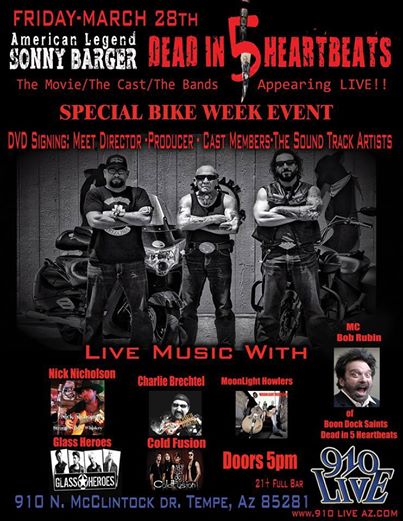 FRIDAY-MARCH 28TH
American Legend
SONNY BARGER
DEAD IN 5 HEARTBEATS
The Movie/The Cast/The Bands Appearing LIVE!!
SPECIAL BIKE WEEK EVENT
DVD SIGNING: MEET DIRECTOR -PRODUCER - CAST MEMBERS-THE SOUND TRACK ARTISTS
LIVE MUSIC WITH
MC
Bob Rubin
Nick Nicholson
Charlie Brechtel
MoonLight Howlers
of
Boon Dock Saints
Dead in 5 Heartbeats
Glass Heroes
Cold Fusion
GLASS HEROES
Doors 5pm
21+ FULL BAR
910
LIVE
910 N. MCCLINTOCK DR. TEMPE, AZ 85281
WWW.910 LIVE AZ.COM